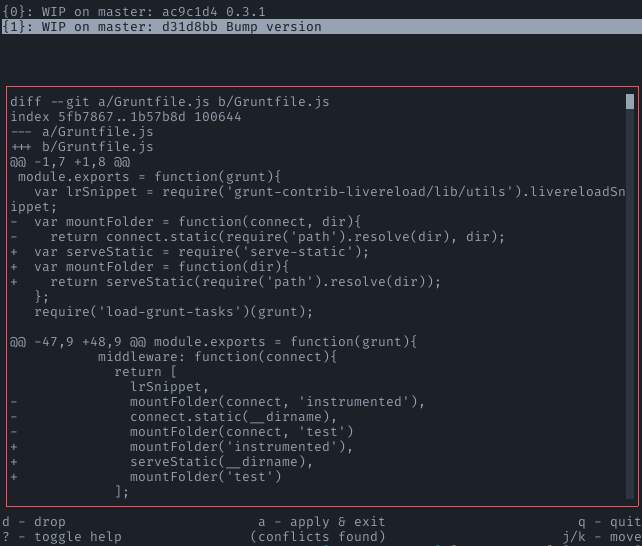 {0}: WIP on master: ac9c1d4 0.3.1
{1}: WIP on master: d31d8bb Bump version
diff --git a/Gruntfile.js b/Gruntfile.js
index 5fb7867..1b57b8d 100644
--- a/Gruntfile.js
+++ b/Gruntfile.js
@@ -1,7 +1,8 @@
 module.exports = function(grunt){
   var lrSnippet = require('grunt-contrib-livereload/lib/utils').livereloadSn
ippet;
-  var mountFolder = function(connect, dir){
-    return connect.static(require('path').resolve(dir), dir);
+  var serveStatic = require('serve-static');
+  var mountFolder = function(dir){
+    return serveStatic(require('path').resolve(dir));
   };
   require('load-grunt-tasks')(grunt);
@@ -47,9 +48,9 @@ module.exports = function(grunt){
           middleware: function(connect){
             return [
               lrSnippet,
-              mountFolder(connect, 'instrumented'),
-              connect.static(__dirname),
-              mountFolder(connect, 'test')
+              mountFolder('instrumented'),
+              serveStatic(__dirname),
+              mountFolder('test')
             ];
d - drop a - apply & exit q - quit
? - toggle help (conflicts found) j/k - move